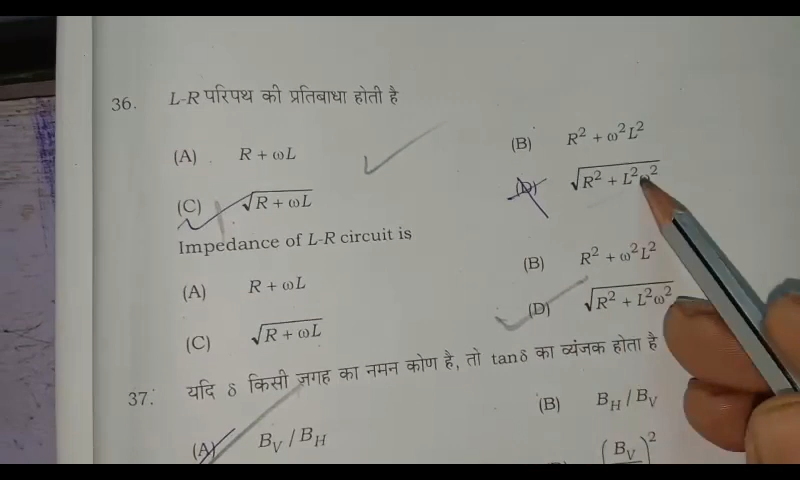 36. L-R परिपथ की प्रतिबाधा होती है
(A) R + ωL
(B) R² + ω²L²
(C) √(R + ωL)
(D) √(R² + L²ω²)
Impedance of L-R circuit is
(A) R + ωL
(B) R² + ω²L²
(C) √(R + ωL)
(D) √(R² + L²ω²)
37. यदि δ किसी जगह का नमन कोण है, तो tanδ का व्यंजक होता है
(A) B_V / B_H
(B) B_H / B_V